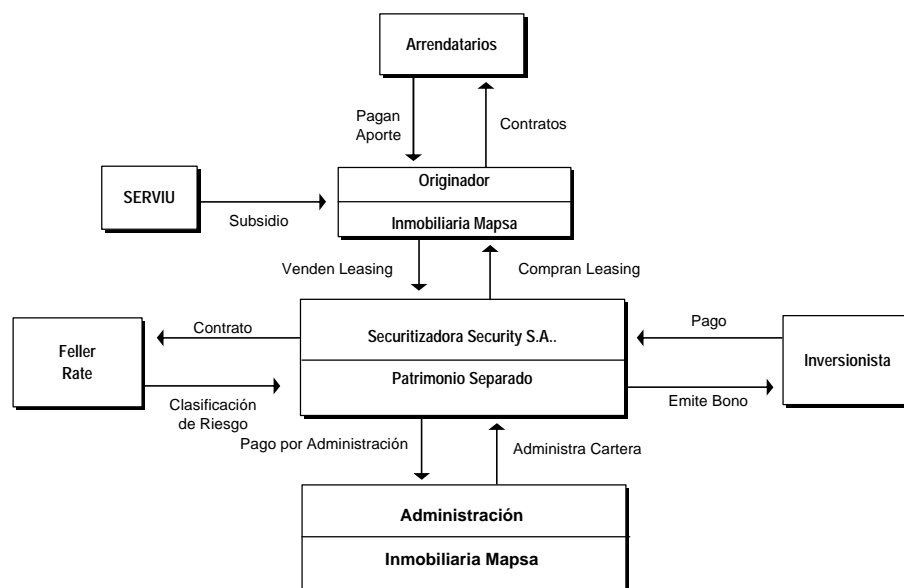 Arrendatarios
Pagan
Aporte
Contratos
SERVIU
Subsidio
Originador
Inmobiliaria Mapsa
Venden Leasing
Compran Leasing
Feller
Rate
Contrato
Clasificación
de Riesgo
Securitizadora Security S.A..
Patrimonio Separado
Pago
Emite Bono
Inversionista
Pago por Administración
Administra Cartera
Administración
Inmobiliaria Mapsa